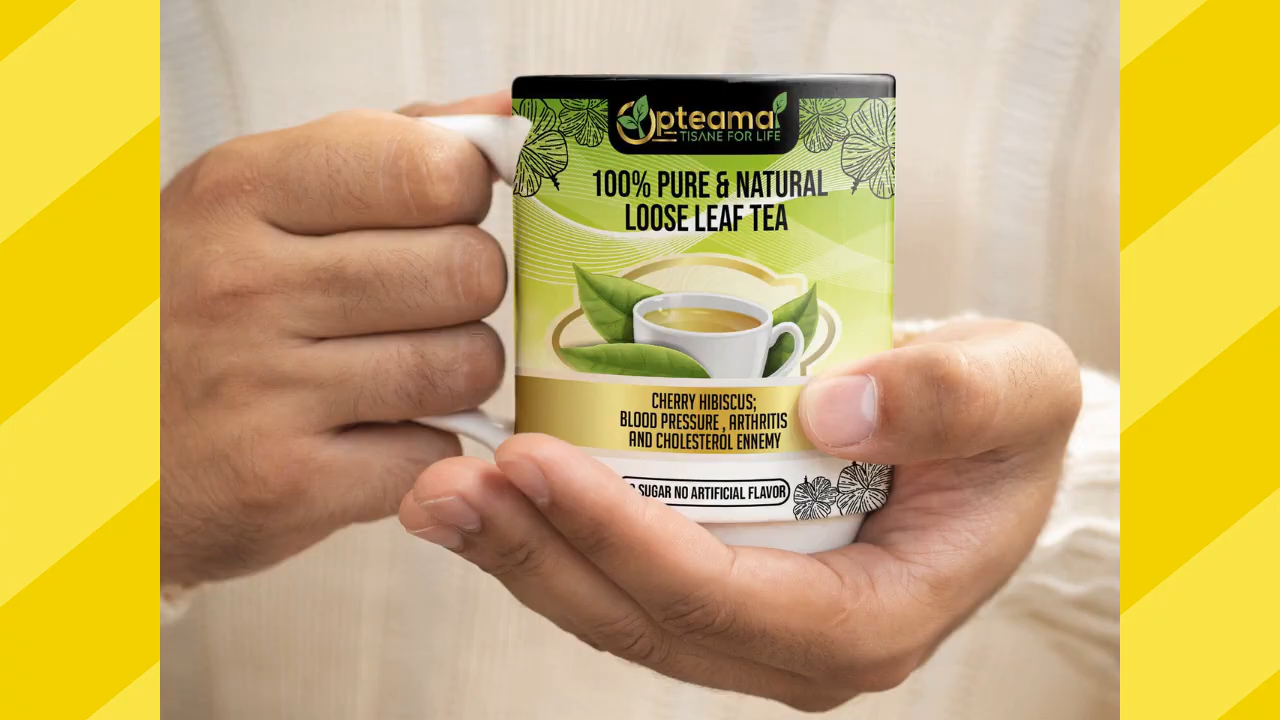 Opteama
TISANE FOR LIFE
100% PURE & NATURAL
LOOSE LEAF TEA
CHERRY HIBISCUS;
BLOOD PRESSURE , ARTHRITIS
AND CHOLESTEROL ENNEMY
SUGAR NO ARTIFICIAL FLAVOR